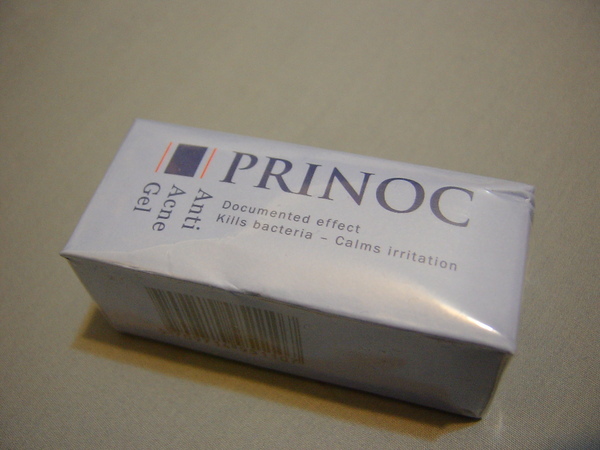 PRINOC
Documented effect
Kills bacteria – Calms irritation
Anti
Acne
Gel